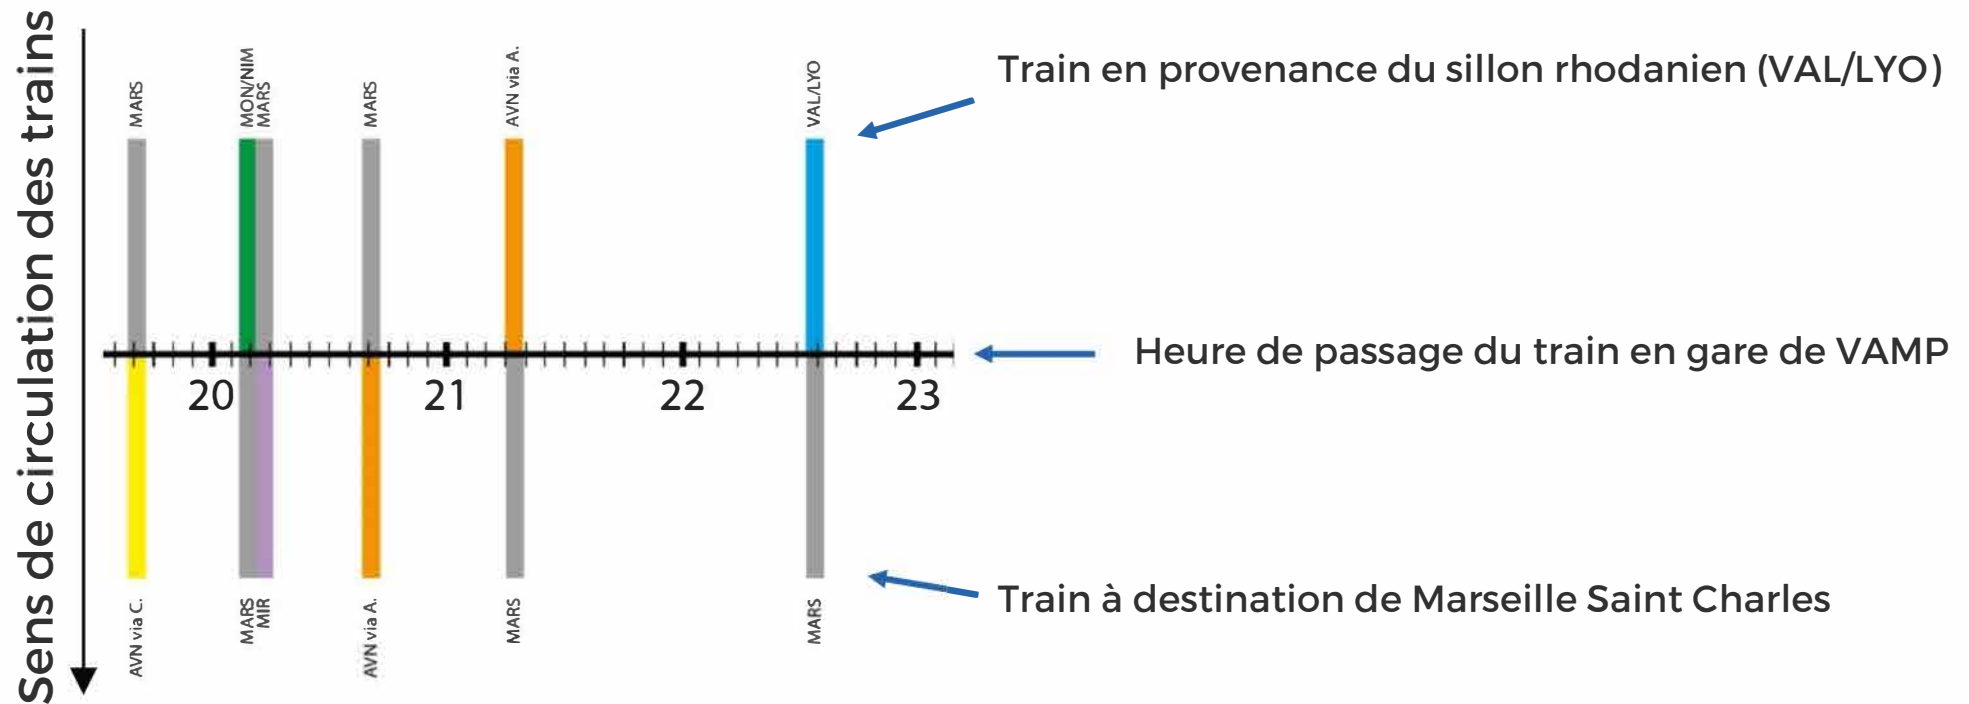 Sens de circulation des trains
MARS
MON/NIM
MARS
MARS
AVN via A.
VAL/LYO
Train en provenance du sillon rhodanien (VAL/LYO)
Heure de passage du train en gare de VAMP
20
21
22
23
AVN via C.
MARS
MIR
AVN via A.
MARS
MARS
Train à destination de Marseille Saint Charles